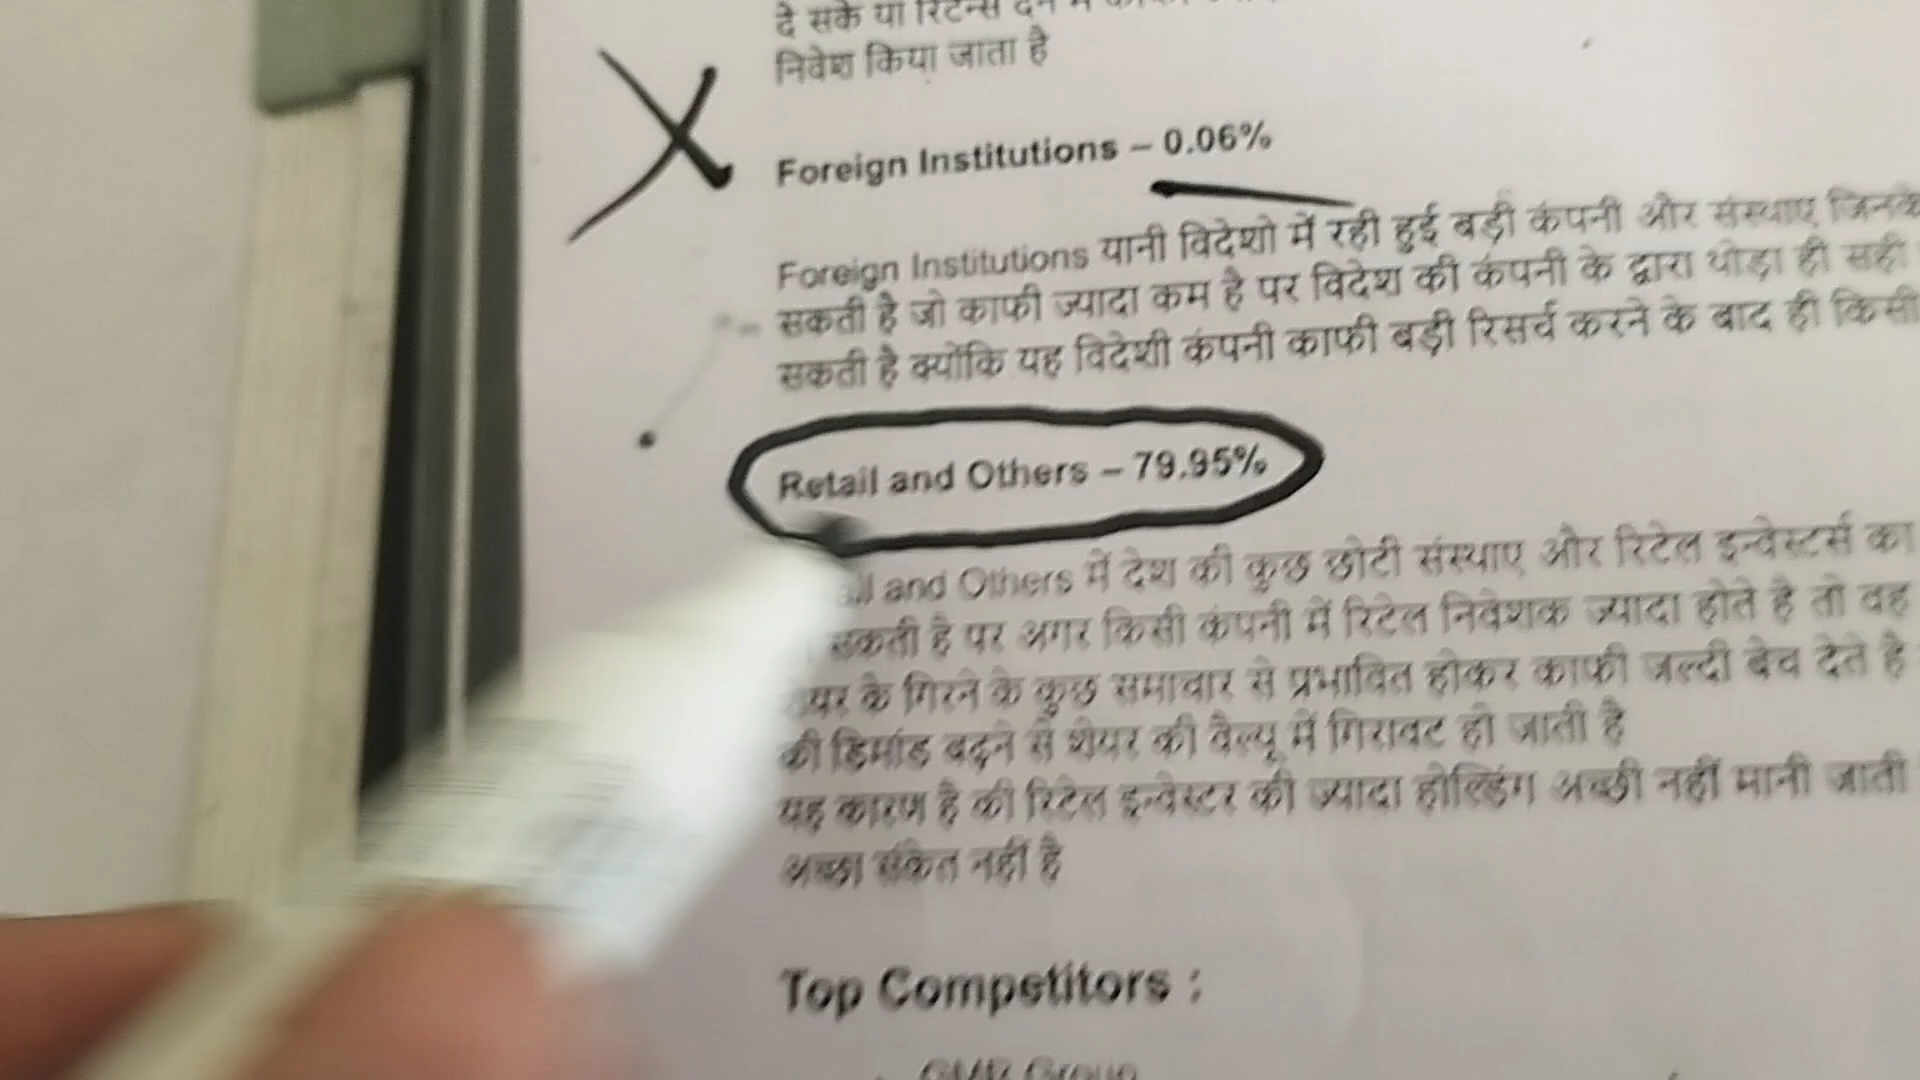 दे सके या रिटर्न्स देने में
निवेश किया जाता है
Foreign Institutions – 0.06%
Foreign Institutions यानी विदेशो में रही हुई बड़ी कंपनी और संस्थाए जिनके
सकती है जो काफी ज्यादा कम है पर विदेश की कंपनी के द्वारा थोड़ा ही सही
सकती है क्योंकि यह विदेशी कंपनी काफी बड़ी रिसर्च करने के बाद ही किसी
Retail and Others – 79.95%
and Others में देश की कुछ छोटी संस्थाए और रिटेल इन्वेस्टर्स का
सकती है पर अगर किसी कंपनी में रिटेल निवेशक ज्यादा होते है तो वह
के गिरने के कुछ समाचार से प्रभावित होकर काफी जल्दी बेच देते है
की डिमांड बढ़ने से शेयर की वैल्यू में गिरावट हो जाती है
यह कारण है की रिटेल इन्वेस्टर की ज्यादा होल्डिंग अच्छी नहीं मानी जाती
अच्छा संकेत नहीं है
Top Competitors :
GMR Group